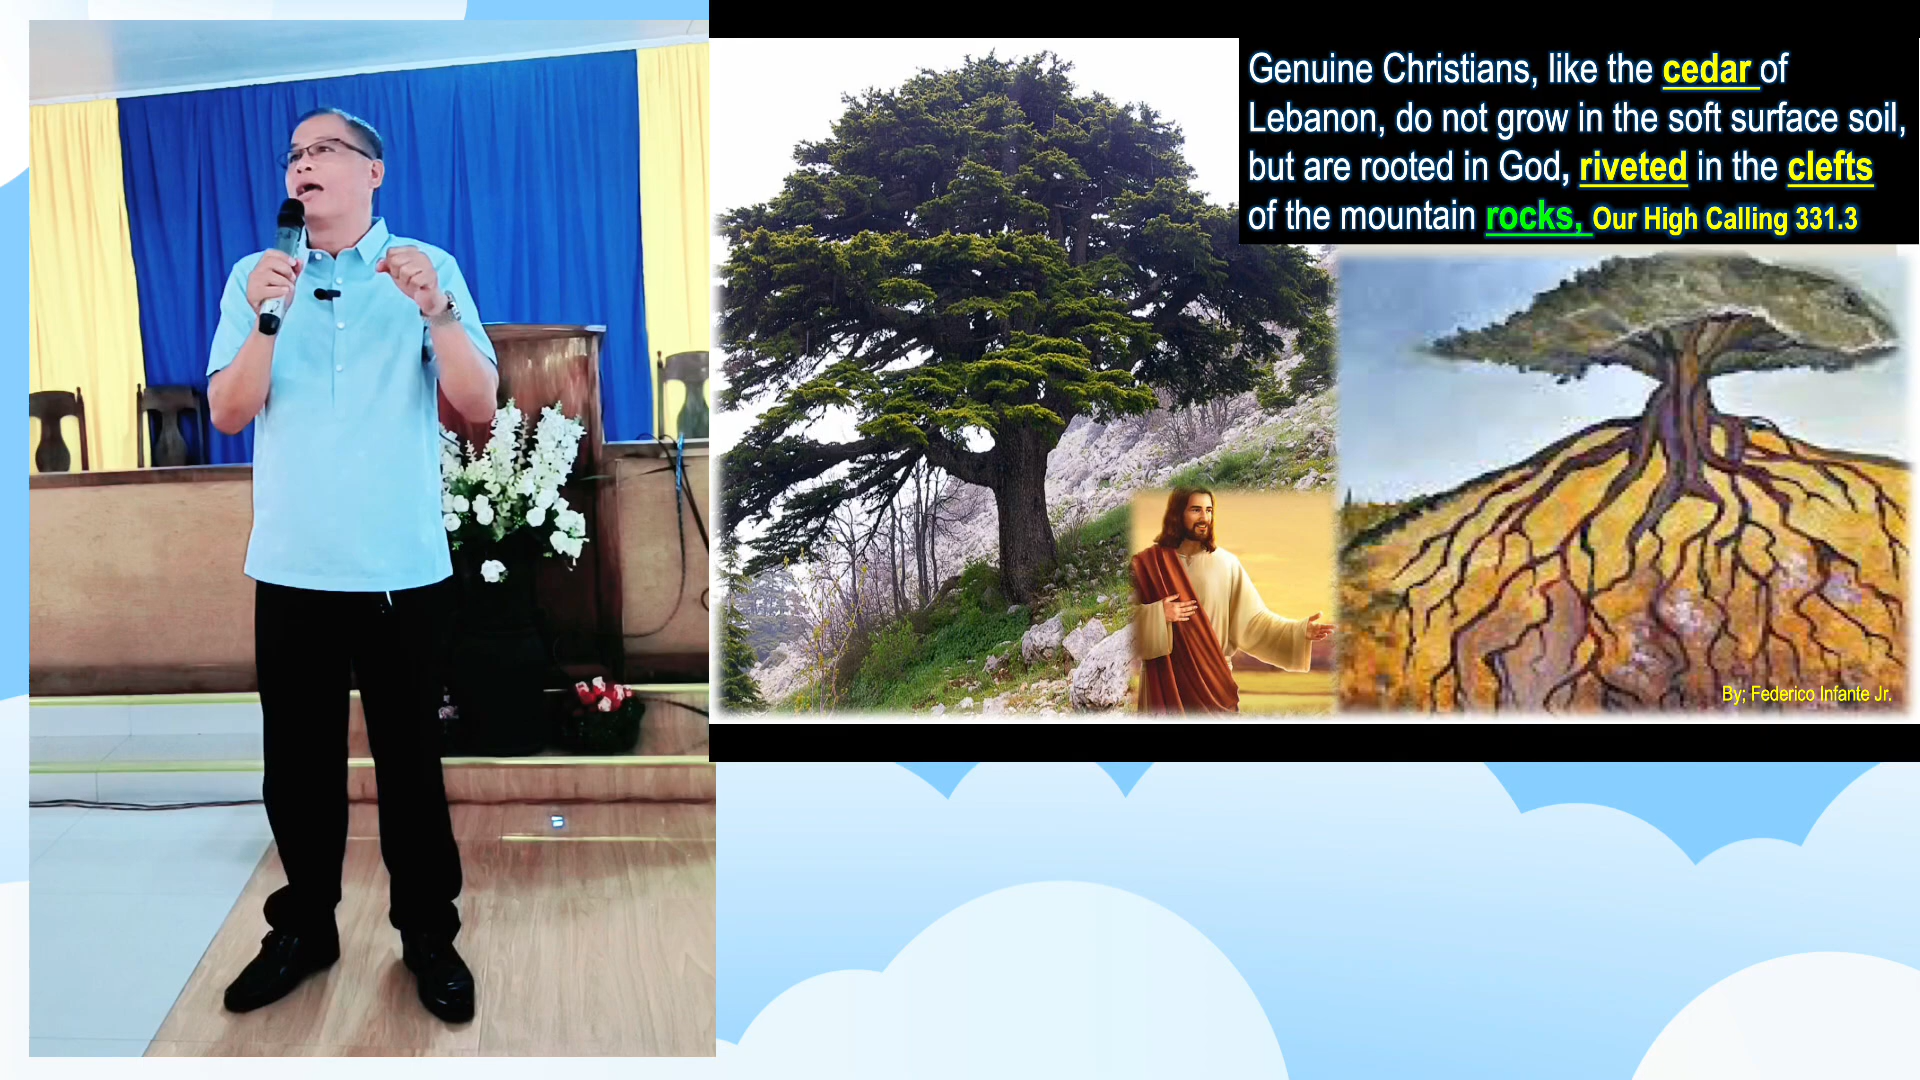 Genuine Christians, like the cedar of
Lebanon, do not grow in the soft surface soil,
but are rooted in God, riveted in the clefts
of the mountain rocks, Our High Calling 331.3
By; Federico Infante Jr.